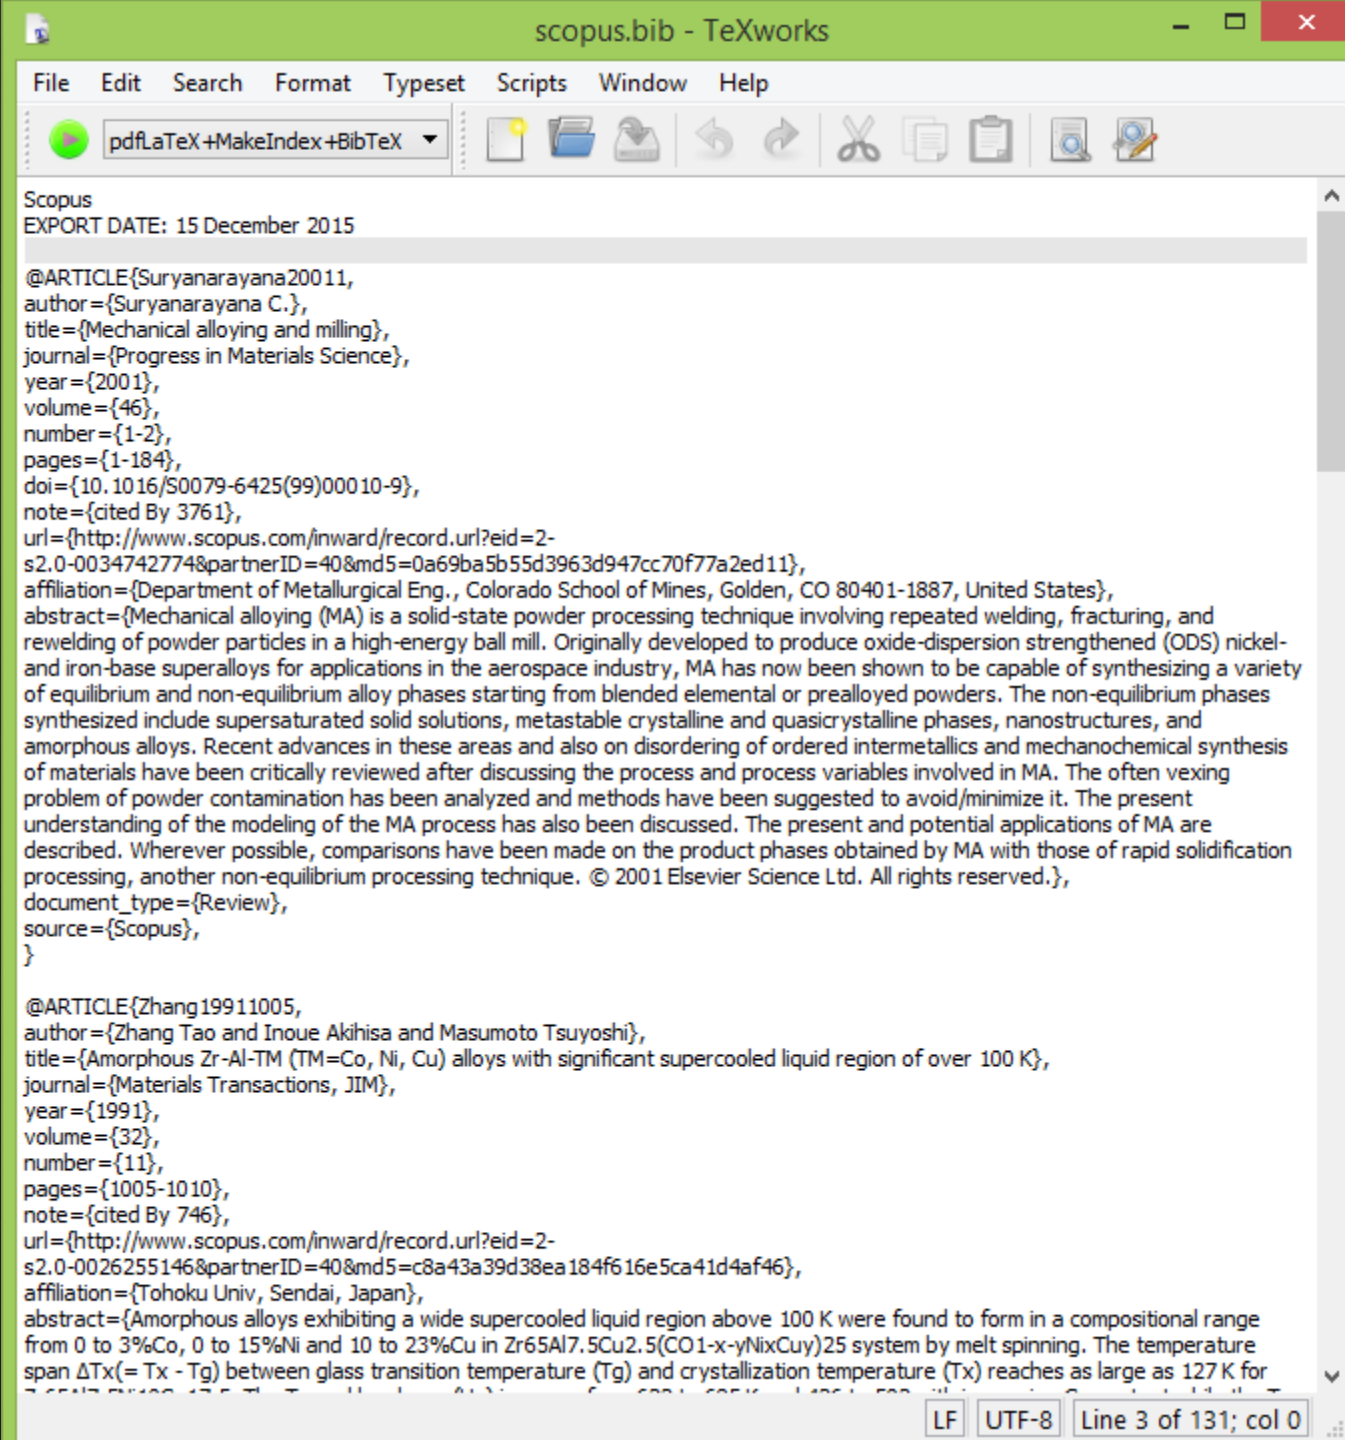 scopus.bib - TeXworks
File Edit Search Format Typeset Scripts Window Help
pdfLaTeX+MakeIndex+BibTeX
Scopus
EXPORT DATE: 15 December 2015
@ARTICLE{Suryanarayana20011,
author={Suryanarayana C.},
title={Mechanical alloying and milling},
journal={Progress in Materials Science},
year={2001},
volume={46},
number={1-2},
pages={1-184},
doi={10.1016/S0079-6425(99)00010-9},
note={cited By 3761},
url={http://www.scopus.com/inward/record.url?eid=2-
s2.0-0034742774&partnerID=40&md5=0a69ba5b55d3963d947cc70f77a2ed11},
affiliation={Department of Metallurgical Eng., Colorado School of Mines, Golden, CO 80401-1887, United States},
abstract={Mechanical alloying (MA) is a solid-state powder processing technique involving repeated welding, fracturing, and
rewelding of powder particles in a high-energy ball mill. Originally developed to produce oxide-dispersion strengthened (ODS) nickel-
and iron-base superalloys for applications in the aerospace industry, MA has now been shown to be capable of synthesizing a variety
of equilibrium and non-equilibrium alloy phases starting from blended elemental or prealloyed powders. The non-equilibrium phases
synthesized include supersaturated solid solutions, metastable crystalline and quasicrystalline phases, nanostructures, and
amorphous alloys. Recent advances in these areas and also on disordering of ordered intermetallics and mechanochemical synthesis
of materials have been critically reviewed after discussing the process and process variables involved in MA. The often vexing
problem of powder contamination has been analyzed and methods have been suggested to avoid/minimize it. The present
understanding of the modeling of the MA process has also been discussed. The present and potential applications of MA are
described. Wherever possible, comparisons have been made on the product phases obtained by MA with those of rapid solidification
processing, another non-equilibrium processing technique. © 2001 Elsevier Science Ltd. All rights reserved.},
document_type={Review},
source={Scopus},
}
@ARTICLE{Zhang19911005,
author={Zhang Tao and Inoue Akihisa and Masumoto Tsuyoshi},
title={Amorphous Zr-Al-TM (TM=Co, Ni, Cu) alloys with significant supercooled liquid region of over 100 K},
journal={Materials Transactions, JIM},
year={1991},
volume={32},
number={11},
pages={1005-1010},
note={cited By 746},
url={http://www.scopus.com/inward/record.url?eid=2-
s2.0-0026255146&partnerID=40&md5=c8a43a39d38ea184f616e5ca41d4af46},
affiliation={Tohoku Univ, Sendai, Japan},
abstract={Amorphous alloys exhibiting a wide supercooled liquid region above 100 K were found to form in a compositional range
from 0 to 3%Co, 0 to 15%Ni and 10 to 23%Cu in Zr65Al7.5Cu2.5(CO1-x-yNixCuy)25 system by melt spinning. The temperature
span ΔTx(= Tx - Tg) between glass transition temperature (Tg) and crystallization temperature (Tx) reaches as large as 127 K for
LF UTF-8 Line 3 of 131; col 0